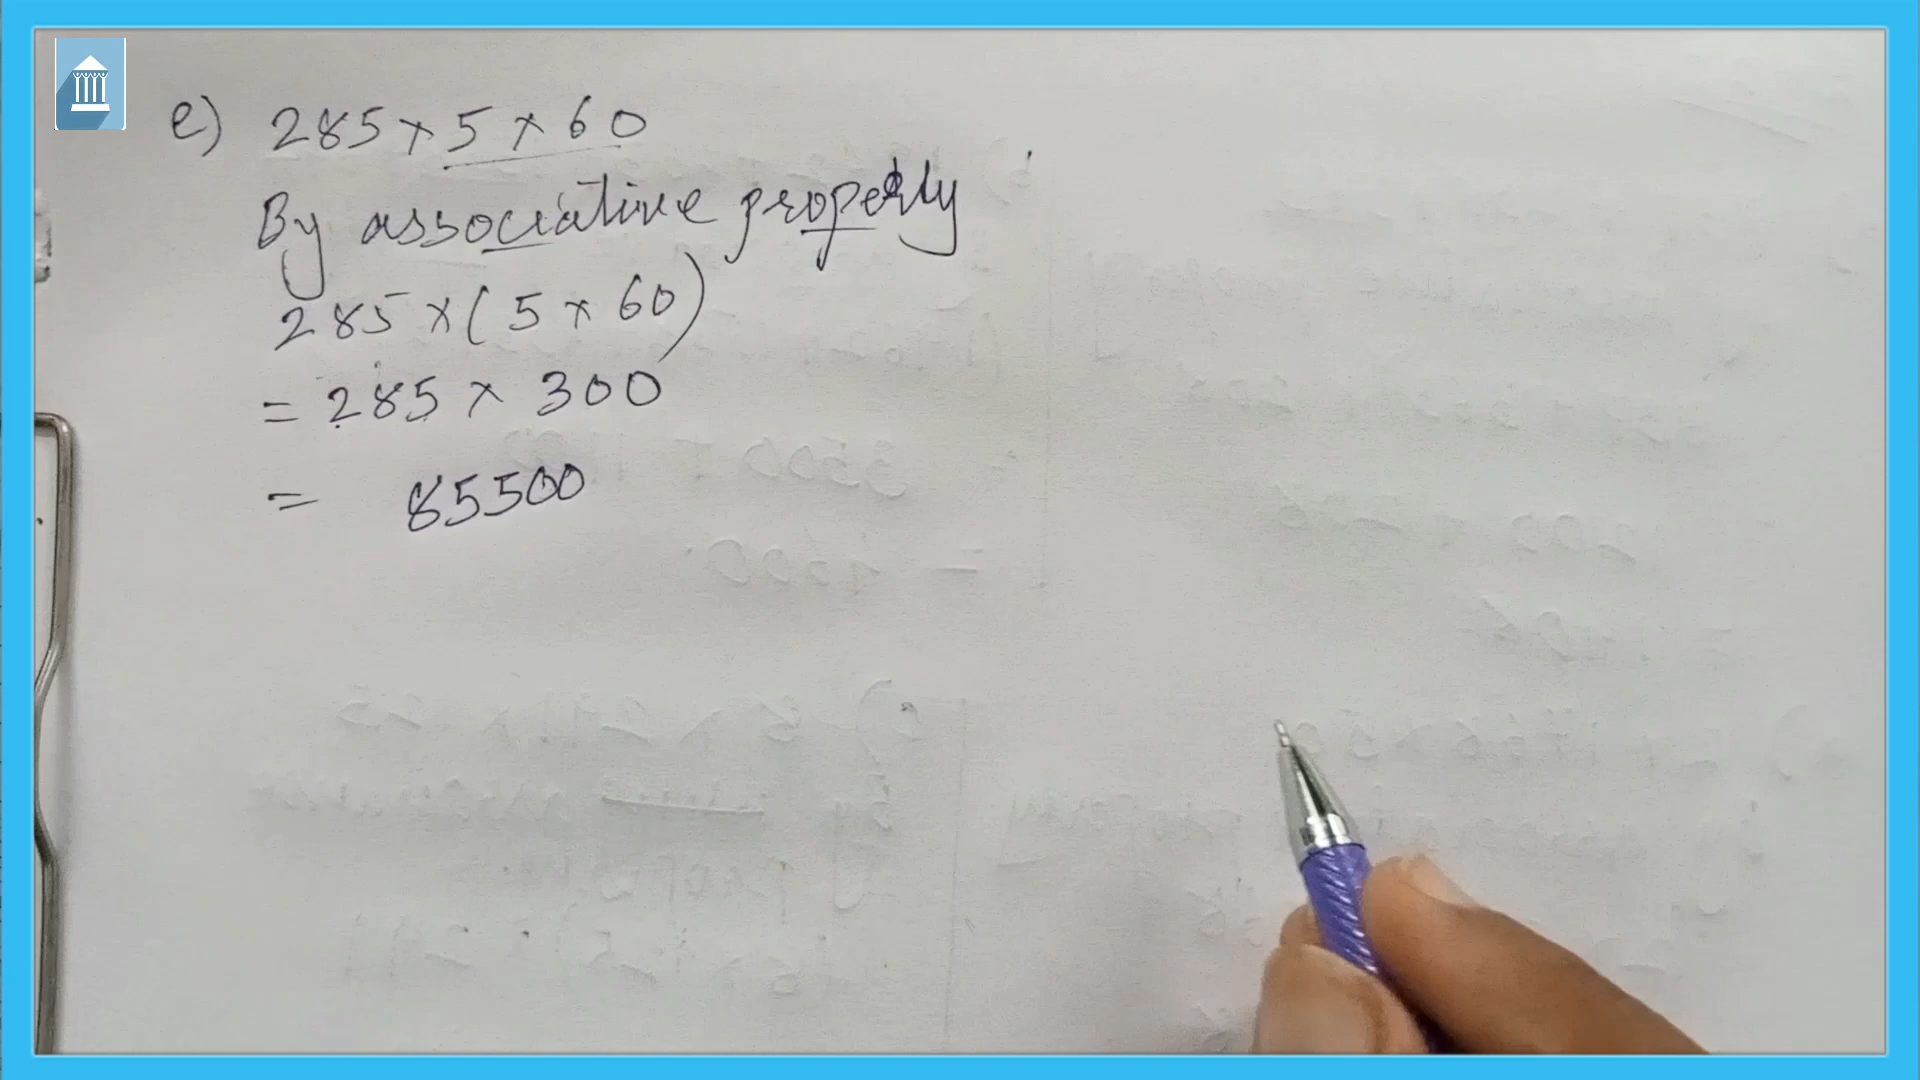 e) 285 × 5 × 60
By associative property
285 × ( 5 × 60)
= 285 × 300
= 85500